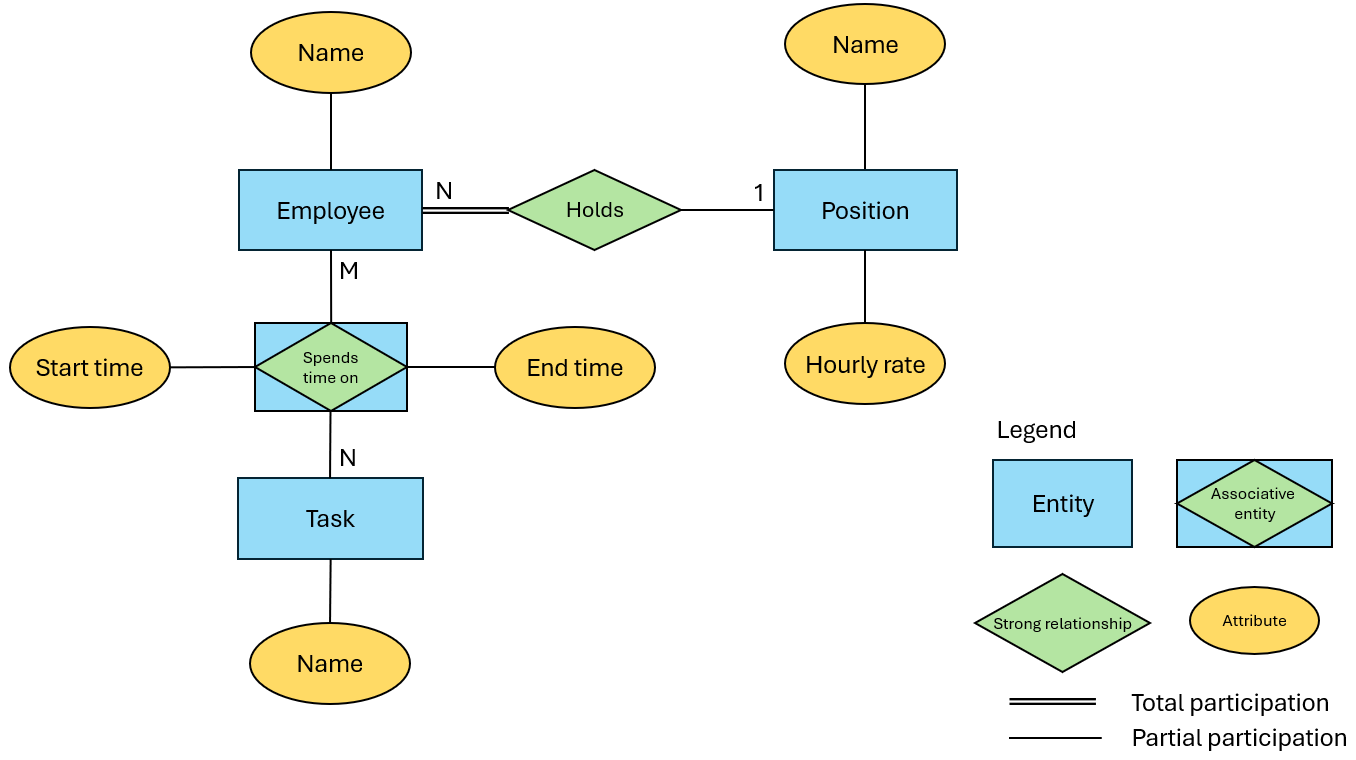 Name
Name
Employee
N
Holds
1
Position
M
Start time
Spends
time on
End time
Hourly rate
N
Task
Name
Legend
Entity
Associative
entity
Strong relationship
Attribute
Total participation
Partial participation